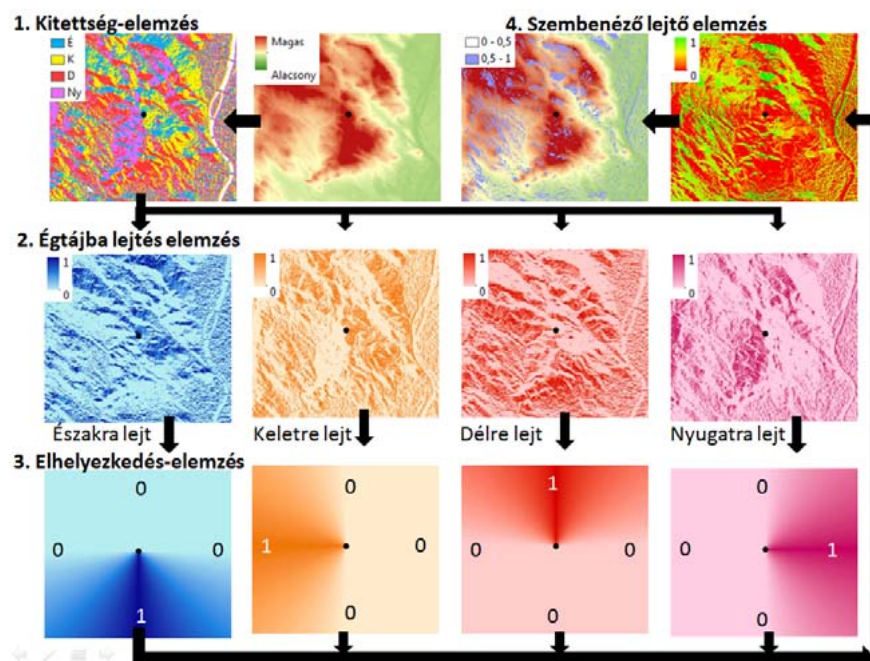 1. Kitettség-elemzés
4. Szembenéző lejtő elemzés
É
K
D
Ny
Magas
Alacsony
0 - 0,5
0,5 - 1
1
0
2. Égtájba lejtés elemzés
1
0
1
0
1
0
1
0
Északra lejt
Keletre lejt
Délre lejt
Nyugatra lejt
3. Elhelyezkedés-elemzés
0
0
0
1
0
1
0
0
1
0
0
0
0
0
1
0